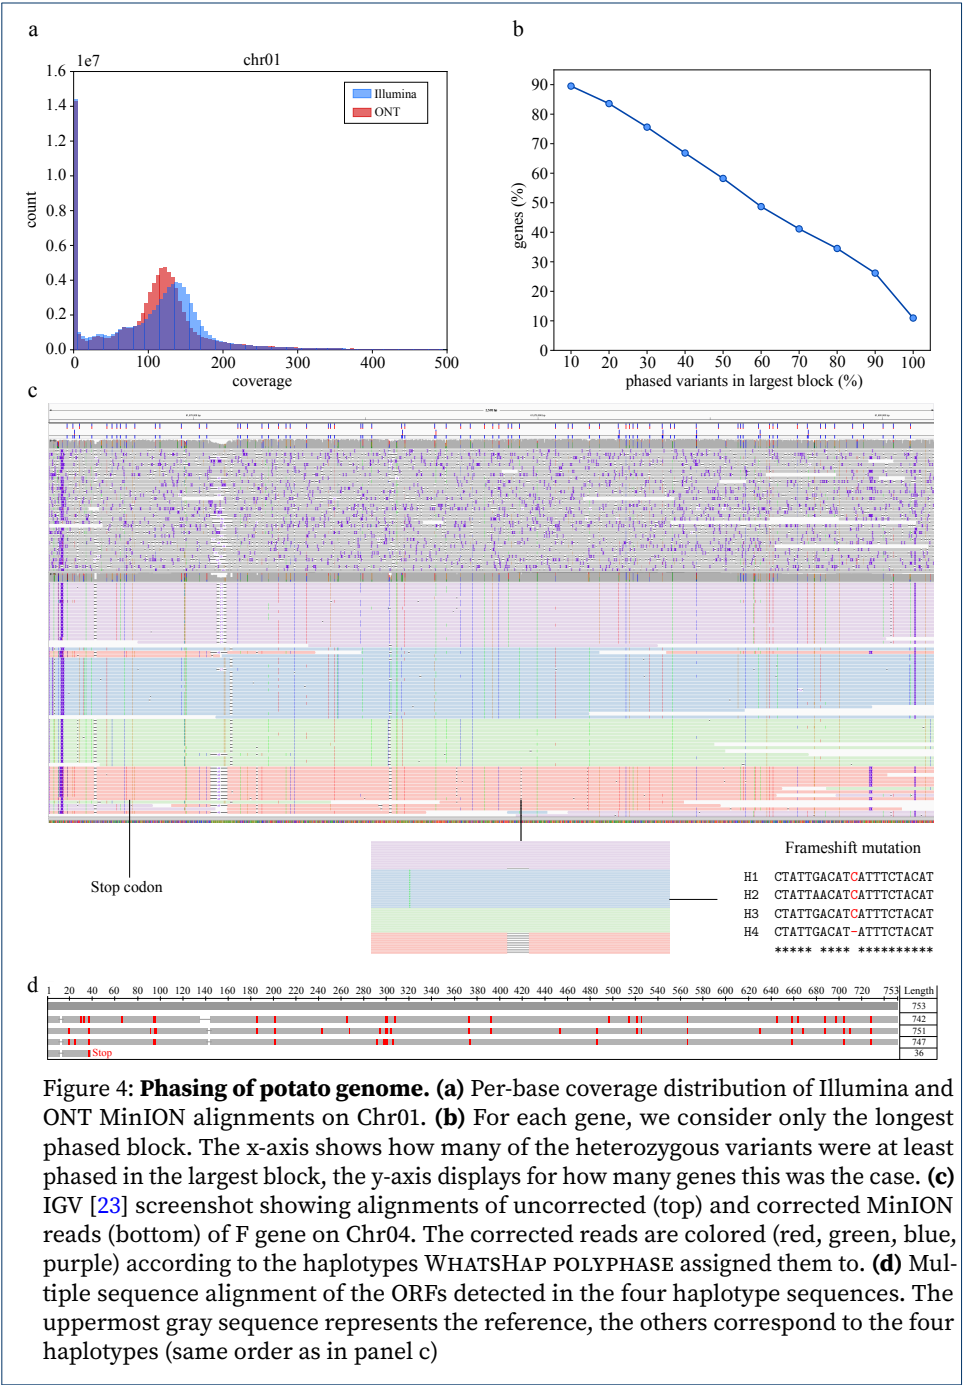 a
b
1e7
chr01
1.6
1.4
1.2
1.0
0.8
0.6
0.4
0.2
0.0
count
Illumina
ONT
0 100 200 300 400 500
coverage
90
80
70
60
50
40
30
20
10
0
genes (%)
10 20 30 40 50 60 70 80 90 100
phased variants in largest block (%)
c
Stop codon
Frameshift mutation
H1 CTATTGACATCATTTCTACAT
H2 CTATTAACATCATTTCTACAT
H3 CTATTGACATCATTTCTACAT
H4 CTATTGACAT-ATTTCTACAT
***** **** **********
d
1 20 40 60 80 100 120 140 160 180 200 220 240 260 280 300 320 340 360 380 400 420 440 460 480 500 520 540 560 580 600 620 640 660 680 700 720 753 Length
753
742
751
747
Stop 36
Figure 4: Phasing of potato genome. (a) Per-base coverage distribution of Illumina and
ONT MinION alignments on Chr01. (b) For each gene, we consider only the longest
phased block. The x-axis shows how many of the heterozygous variants were at least
phased in the largest block, the y-axis displays for how many genes this was the case. (c)
IGV [23] screenshot showing alignments of uncorrected (top) and corrected MinION
reads (bottom) of F gene on Chr04. The corrected reads are colored (red, green, blue,
purple) according to the haplotypes WHATSHAP POLYPHASE assigned them to. (d) Mul-
tiple sequence alignment of the ORFs detected in the four haplotype sequences. The
uppermost gray sequence represents the reference, the others correspond to the four
haplotypes (same order as in panel c)